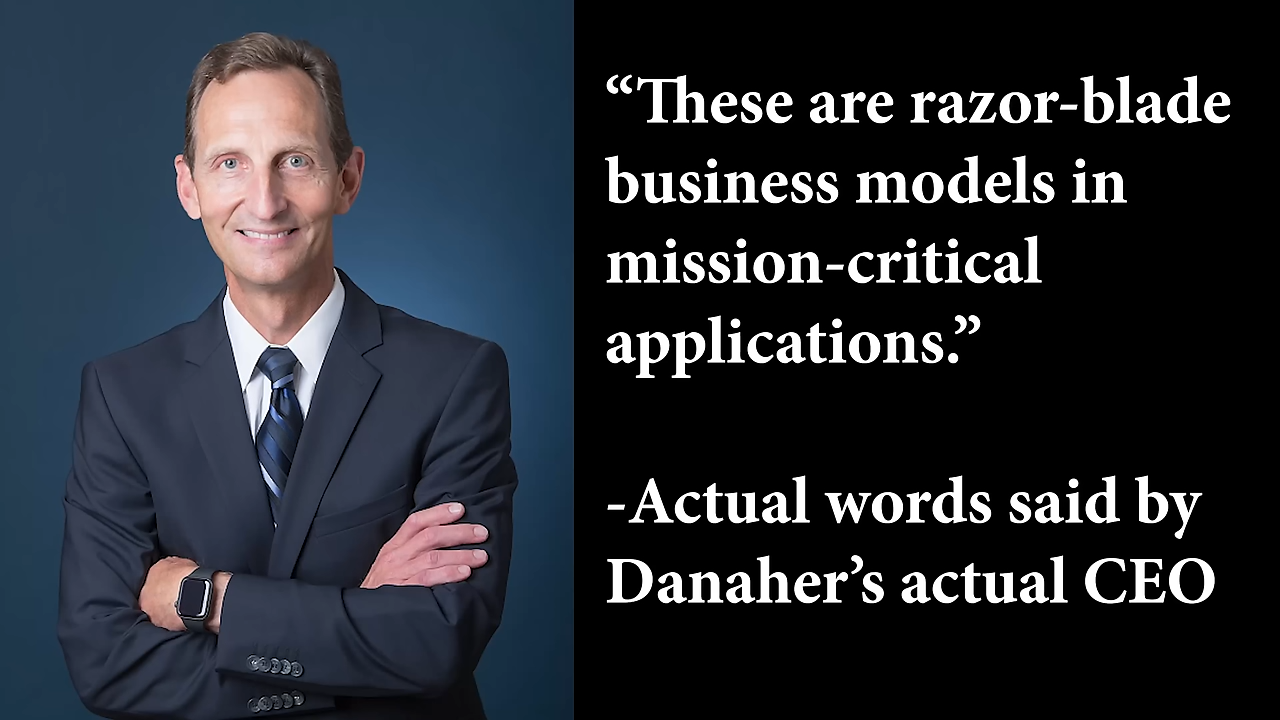 “These are razor-blade
business models in
mission-critical
applications.”
-Actual words said by
Danaher’s actual CEO